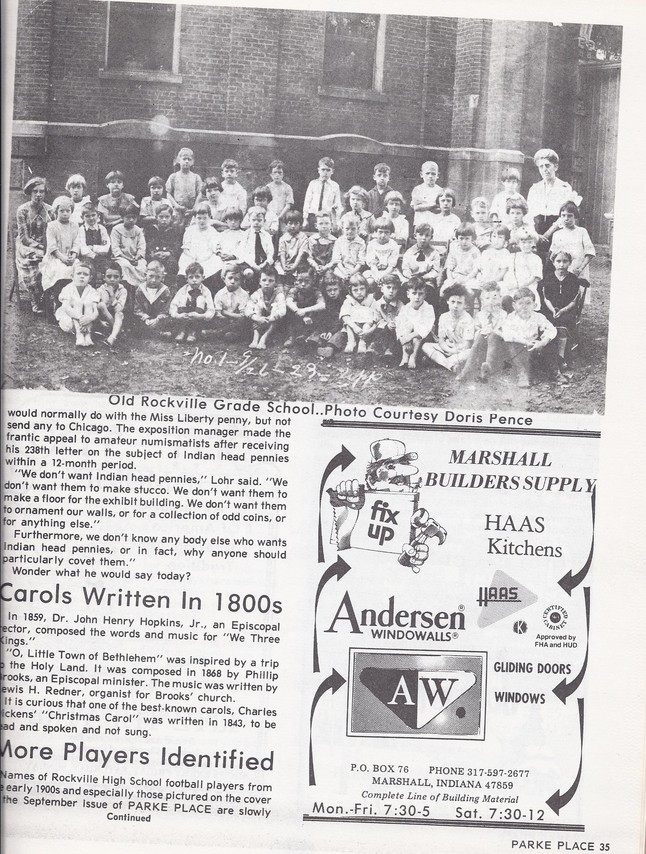 No. 1 - 9/26 - 23 -
Old Rockville Grade School..Photo Courtesy Doris Pence
would normally do with the Miss Liberty penny, but not
send any to Chicago. The exposition manager made the
frantic appeal to amateur numismatists after receiving
his 238th letter on the subject of Indian head pennies
within a 12-month period.
"We don't want Indian head pennies," Lohr said. "We
don't want them to make stucco. We don't want them to
make a floor for the exhibit building. We don't want them
to ornament our walls, or for a collection of odd coins, or
for anything else."
Furthermore, we don't know any body else who wants
Indian head pennies, or in fact, why anyone should
particularly covet them."
Wonder what he would say today?
Carols Written In 1800s
In 1859, Dr. John Henry Hopkins, Jr., an Episcopal
ector, composed the words and music for "We Three
Kings."
"O, Little Town of Bethlehem" was inspired by a trip
o the Holy Land. It was composed in 1868 by Phillip
rooks, an Episcopal minister. The music was written by
ewis H. Redner, organist for Brooks' church.
It is curious that one of the best-known carols, Charles
ickens' "Christmas Carol" was written in 1843, to be
ead and spoken and not sung.
More Players Identified
Names of Rockville High School football players from
e early 1900s and especially those pictured on the cover
the September issue of PARKE PLACE are slowly
Continued
MARSHALL
BUILDERS SUPPLY
fix
up
HAAS
Kitchens
HAAS
CERTIFIED
CABINET
K
Approved by
FHA and HUD
Andersen®
WINDOWALLS®
AW
GLIDING DOORS
WINDOWS
P.O. BOX 76 PHONE 317-597-2677
MARSHALL, INDIANA 47859
Complete Line of Building Material
Mon.-Fri. 7:30-5 Sat. 7:30-12
PARKE PLACE 35